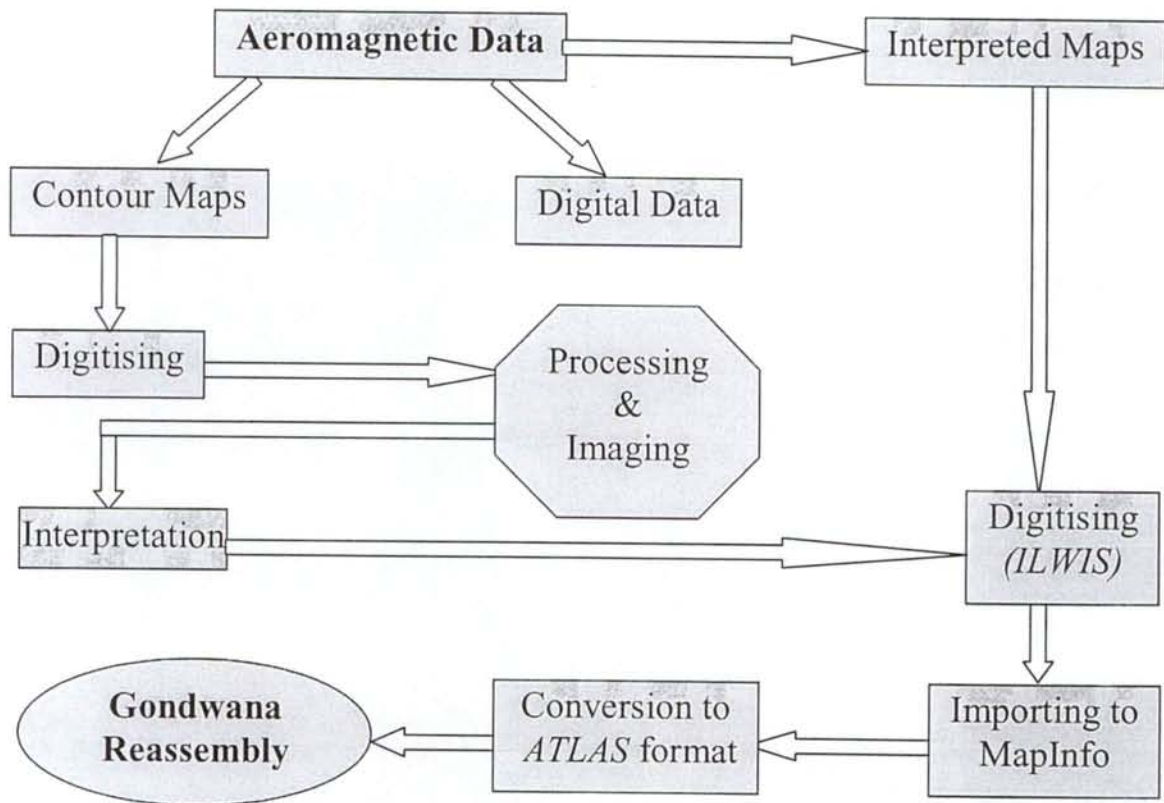 Aeromagnetic Data
Interpreted Maps
Contour Maps
Digital Data
Digitising
Processing
&
Imaging
Interpretation
Digitising
(ILWIS)
Gondwana
Reassembly
Conversion to
ATLAS format
Importing to
MapInfo